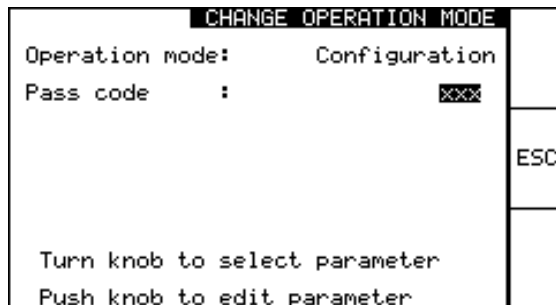 CHANGE OPERATION MODE
Operation mode: Configuration
Pass code : xxx
ESC
Turn knob to select parameter
Push knob to edit parameter